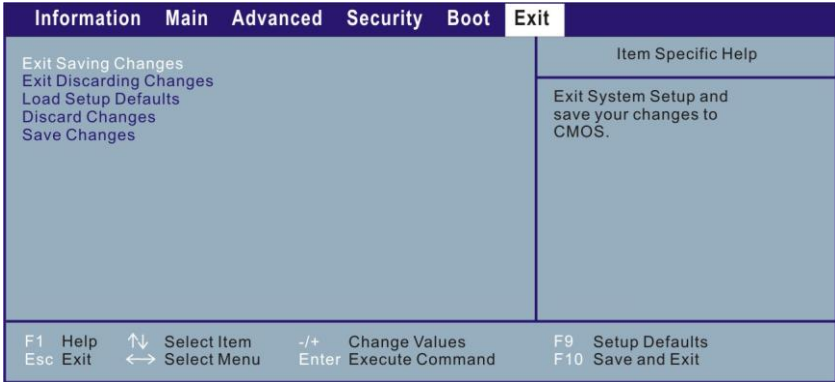 Information Main Advanced Security Boot Exit
Exit Saving Changes
Exit Discarding Changes
Load Setup Defaults
Discard Changes
Save Changes
Item Specific Help
Exit System Setup and
save your changes to
CMOS.
F1 Help ↑↓ Select Item -/+ Change Values F9 Setup Defaults
Esc Exit ↔ Select Menu Enter Execute Command F10 Save and Exit